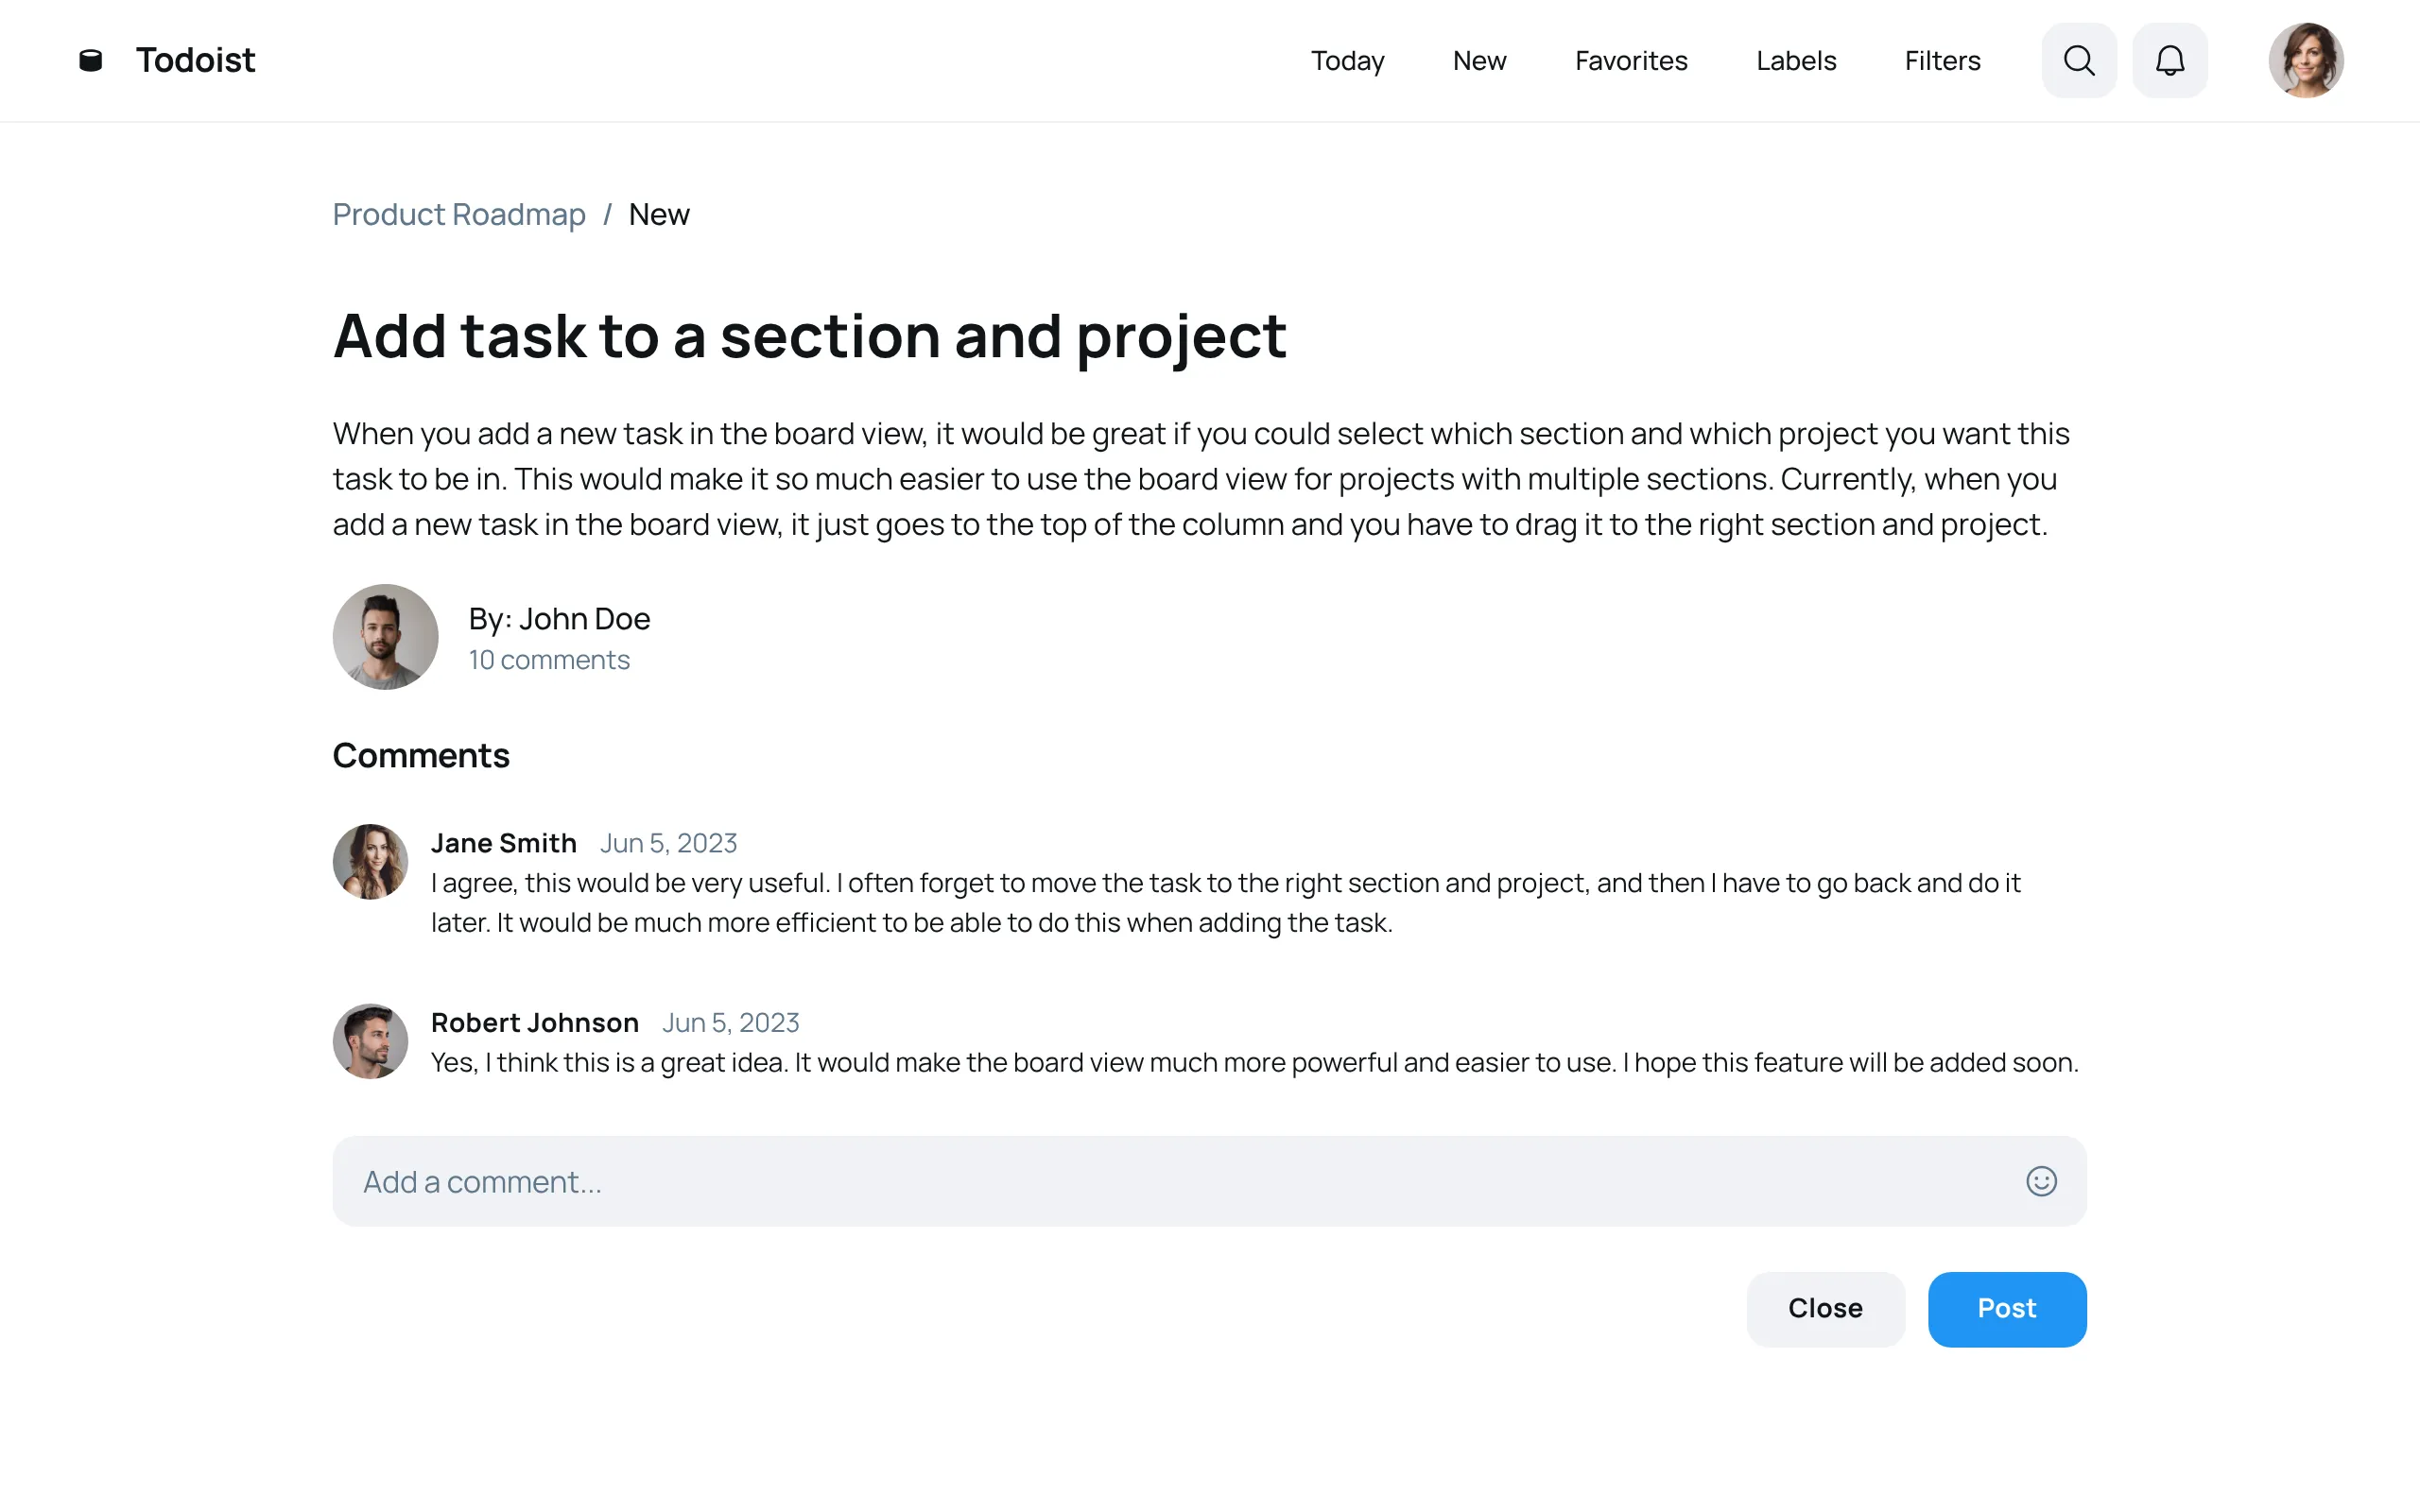 Todoist
Today
New
Favorites
Labels
Filters
Product Roadmap / New
Add task to a section and project
When you add a new task in the board view, it would be great if you could select which section and which project you want this
task to be in. This would make it so much easier to use the board view for projects with multiple sections. Currently, when you
add a new task in the board view, it just goes to the top of the column and you have to drag it to the right section and project.
By: John Doe
10 comments
Comments
Jane Smith Jun 5, 2023
I agree, this would be very useful. I often forget to move the task to the right section and project, and then I have to go back and do it
later. It would be much more efficient to be able to do this when adding the task.
Robert Johnson Jun 5, 2023
Yes, I think this is a great idea. It would make the board view much more powerful and easier to use. I hope this feature will be added soon.
Add a comment...
Close
Post